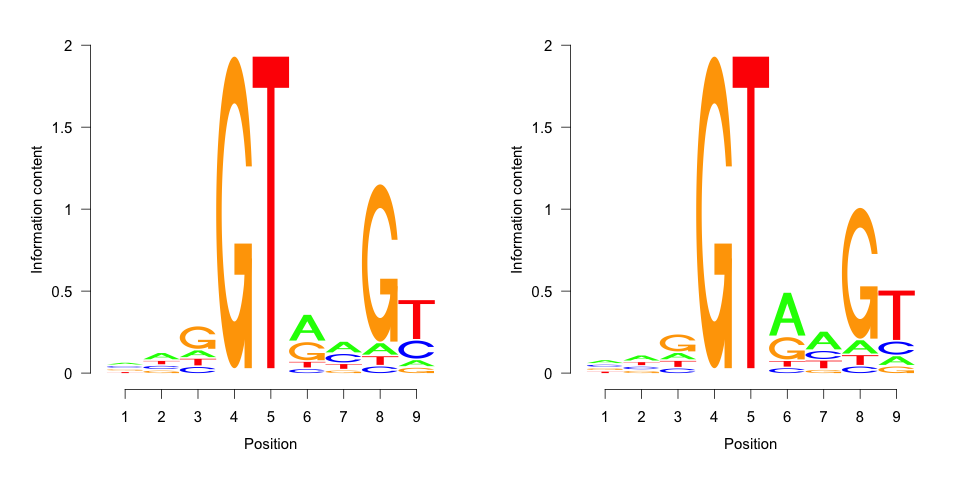 Information content
2
1.5
1
0.5
0
A C G T
A T C G
G A T C
G
T
A G T C
A C T G
G A T C
T C A G
1 2 3 4 5 6 7 8 9
Position
Information content
2
1.5
1
0.5
0
A C G T
A T C G
G A T C
G
T
A G T C
A C T G
G A T C
T C A G
1 2 3 4 5 6 7 8 9
Position